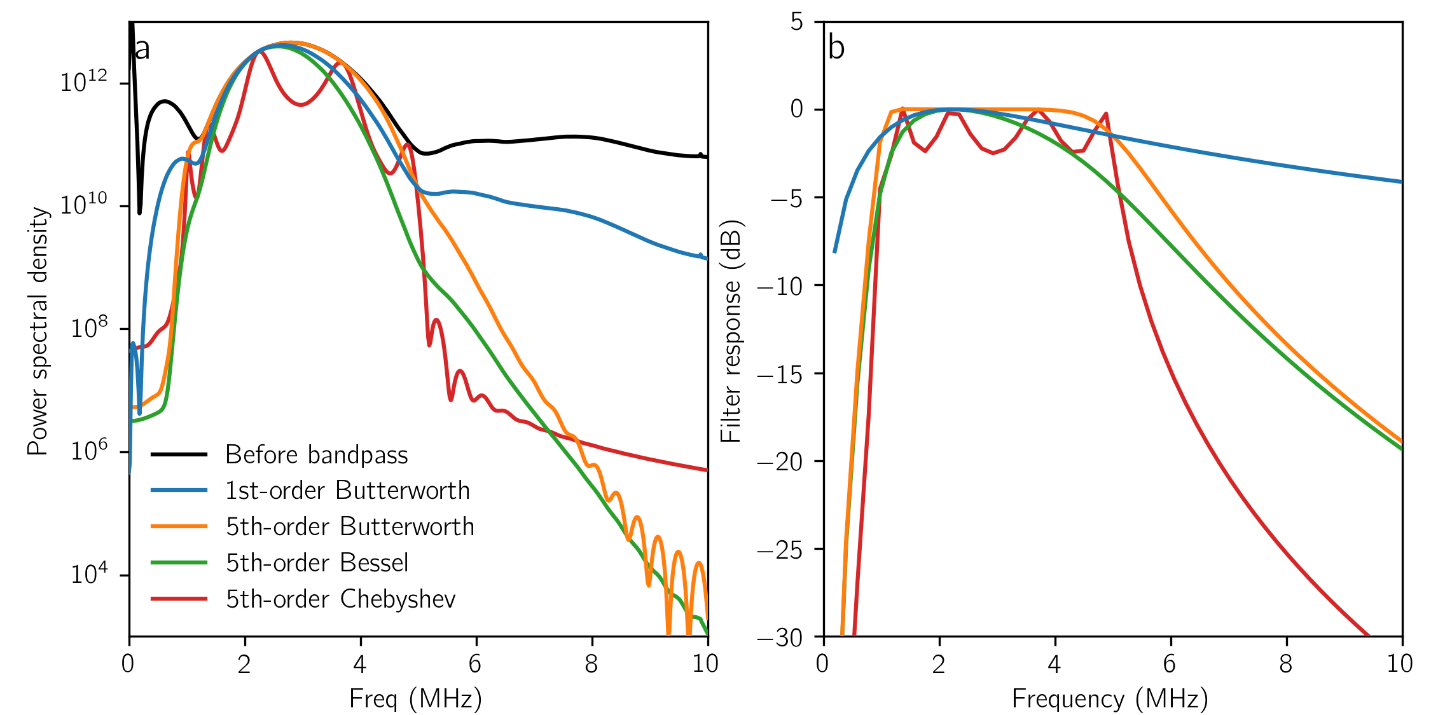 a
Power spectral density
10^12
10^10
10^8
10^6
10^4
Before bandpass
1st-order Butterworth
5th-order Butterworth
5th-order Bessel
5th-order Chebyshev
0 2 4 6 8 10
Freq (MHz)
b
Filter response (dB)
5
0
−5
−10
−15
−20
−25
−30
0 2 4 6 8 10
Frequency (MHz)